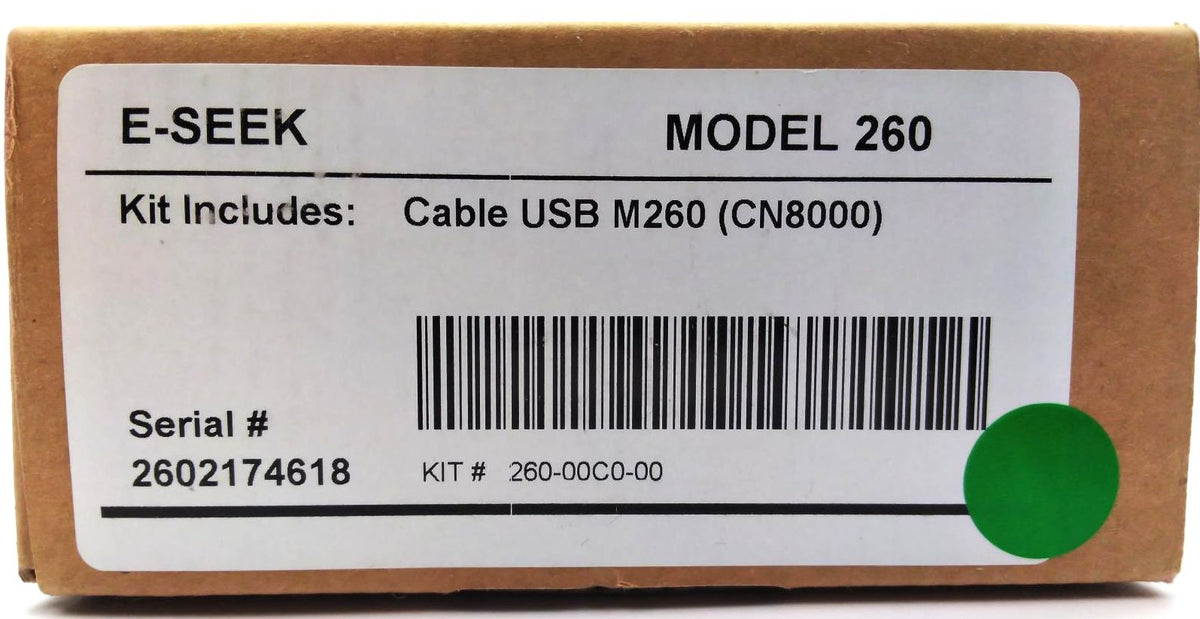 E-SEEK MODEL 260
Kit Includes: Cable USB M260 (CN8000)
Serial #
2602174618 KIT # 260-00C0-00